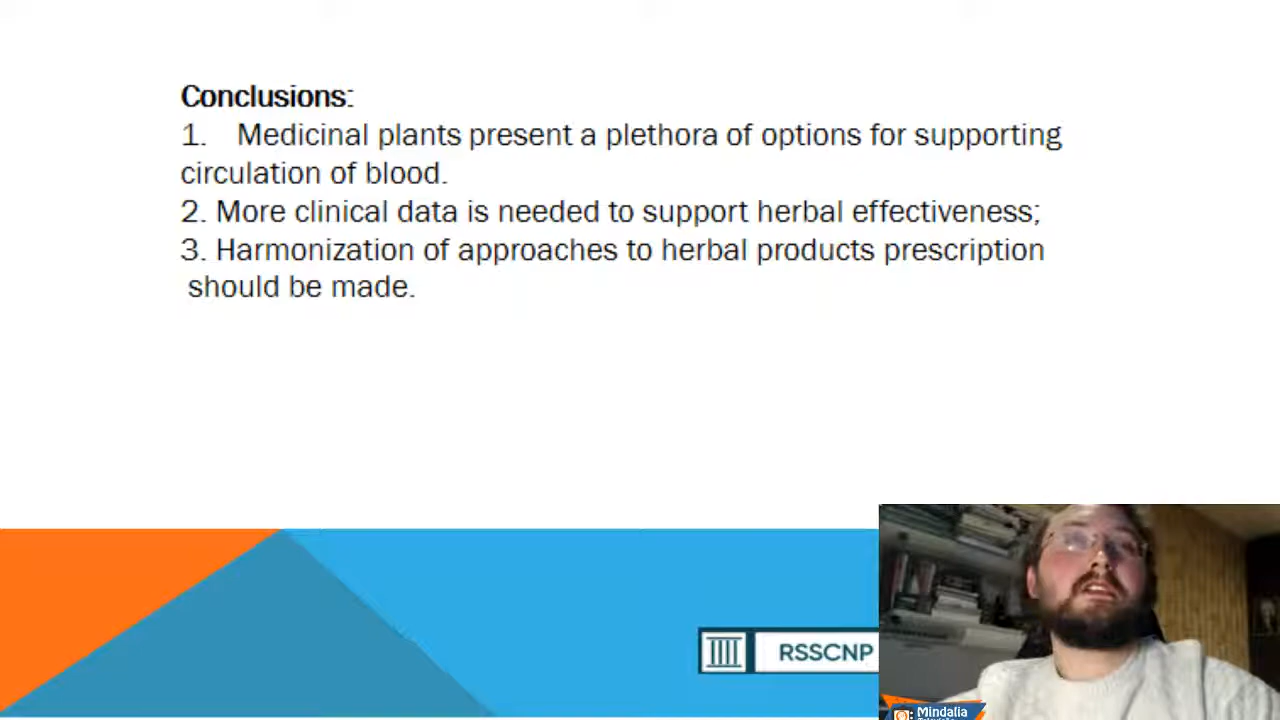 Conclusions:
1. Medicinal plants present a plethora of options for supporting
circulation of blood.
2. More clinical data is needed to support herbal effectiveness;
3. Harmonization of approaches to herbal products prescription
should be made.
RSSCNP
Mindalia